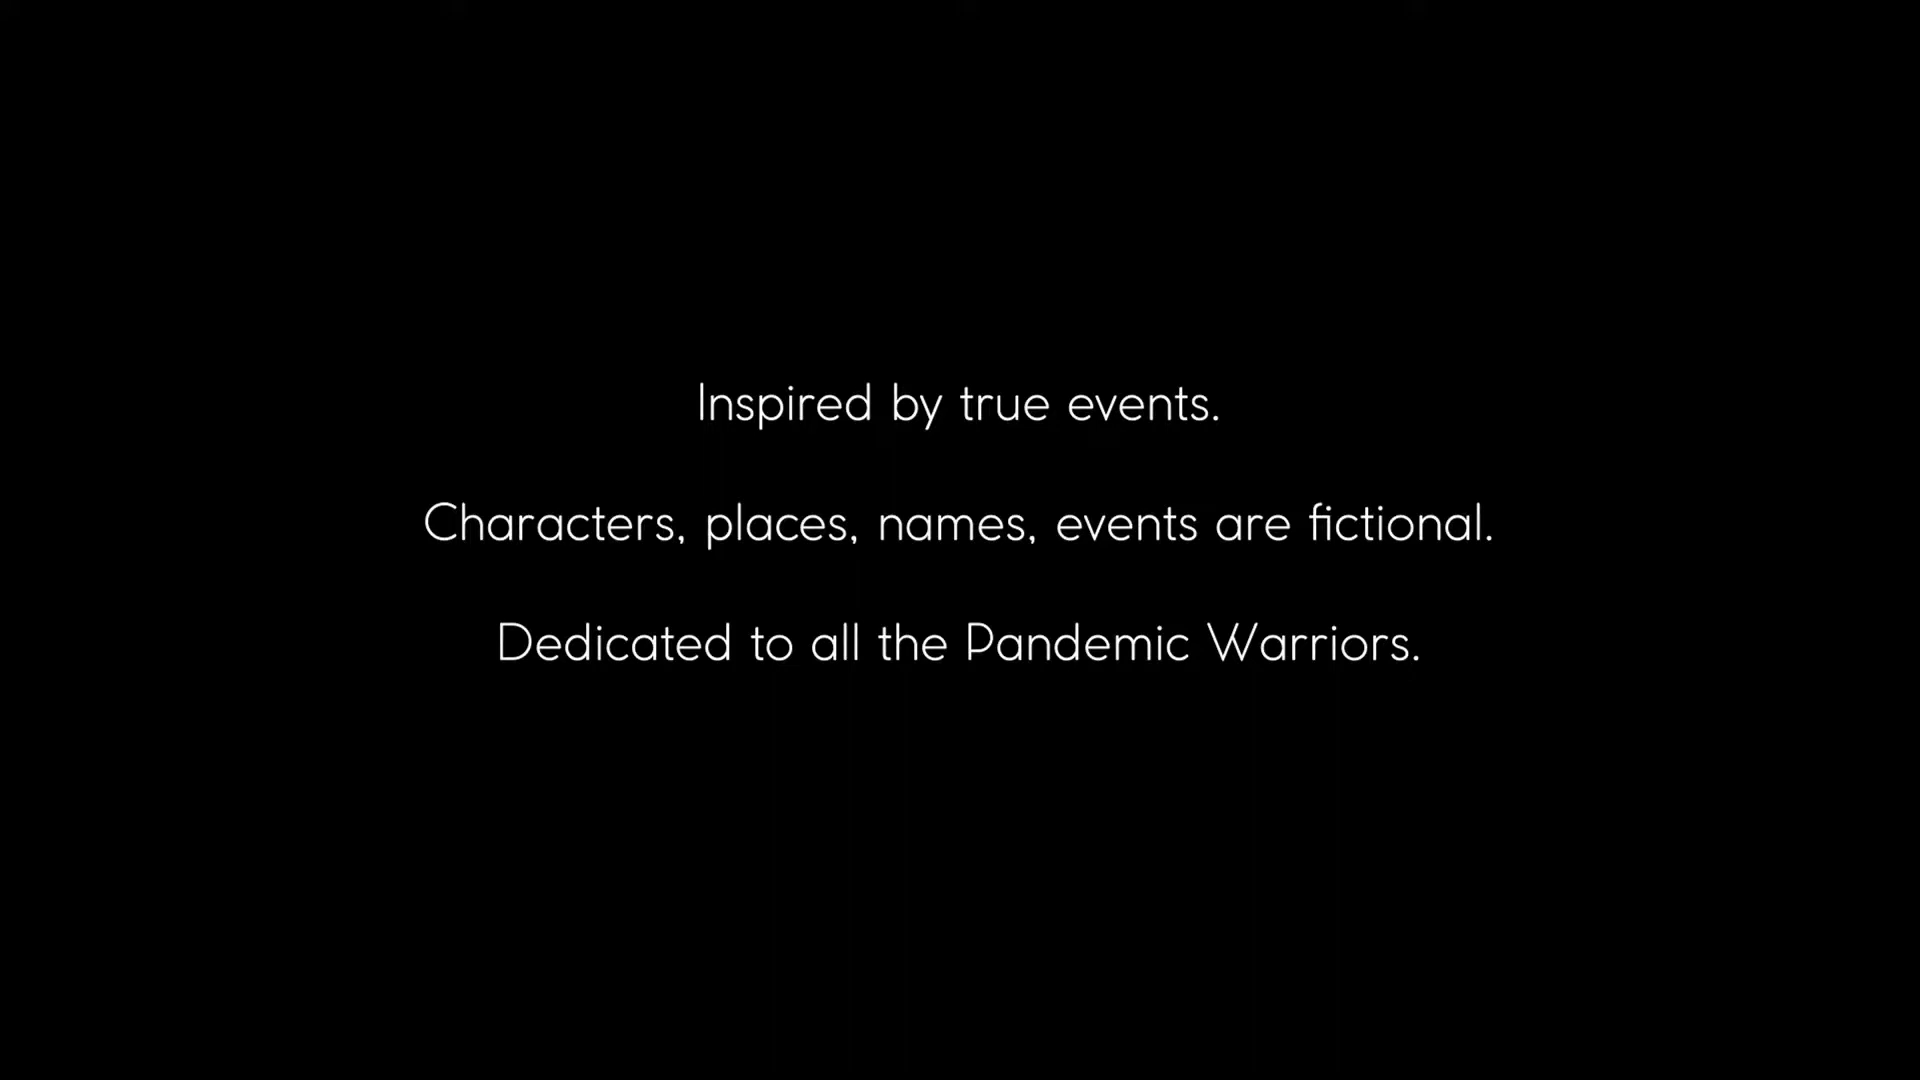 Inspired by true events.
Characters, places, names, events are fictional.
Dedicated to all the Pandemic Warriors.